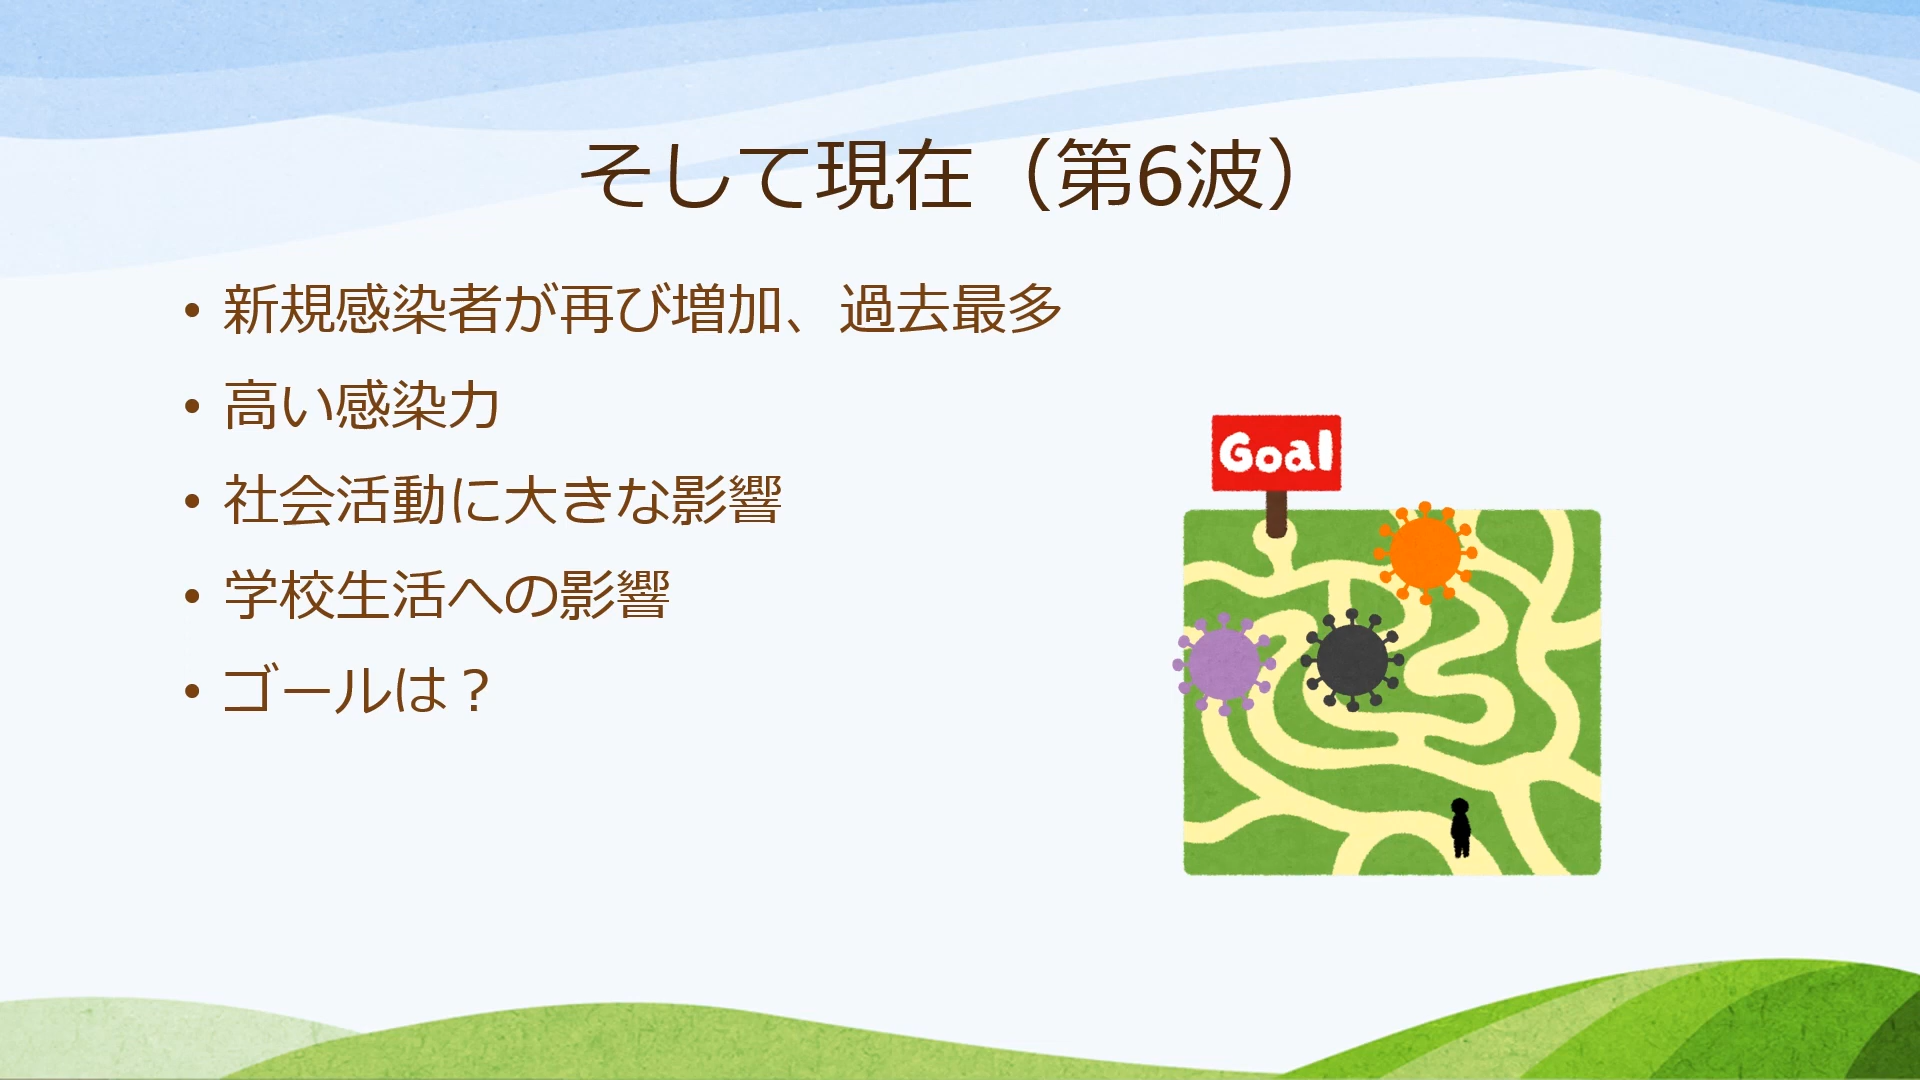 そして現在（第6波）
• 新規感染者が再び増加、過去最多
• 高い感染力
• 社会活動に大きな影響
• 学校生活への影響
• ゴールは？
Goal